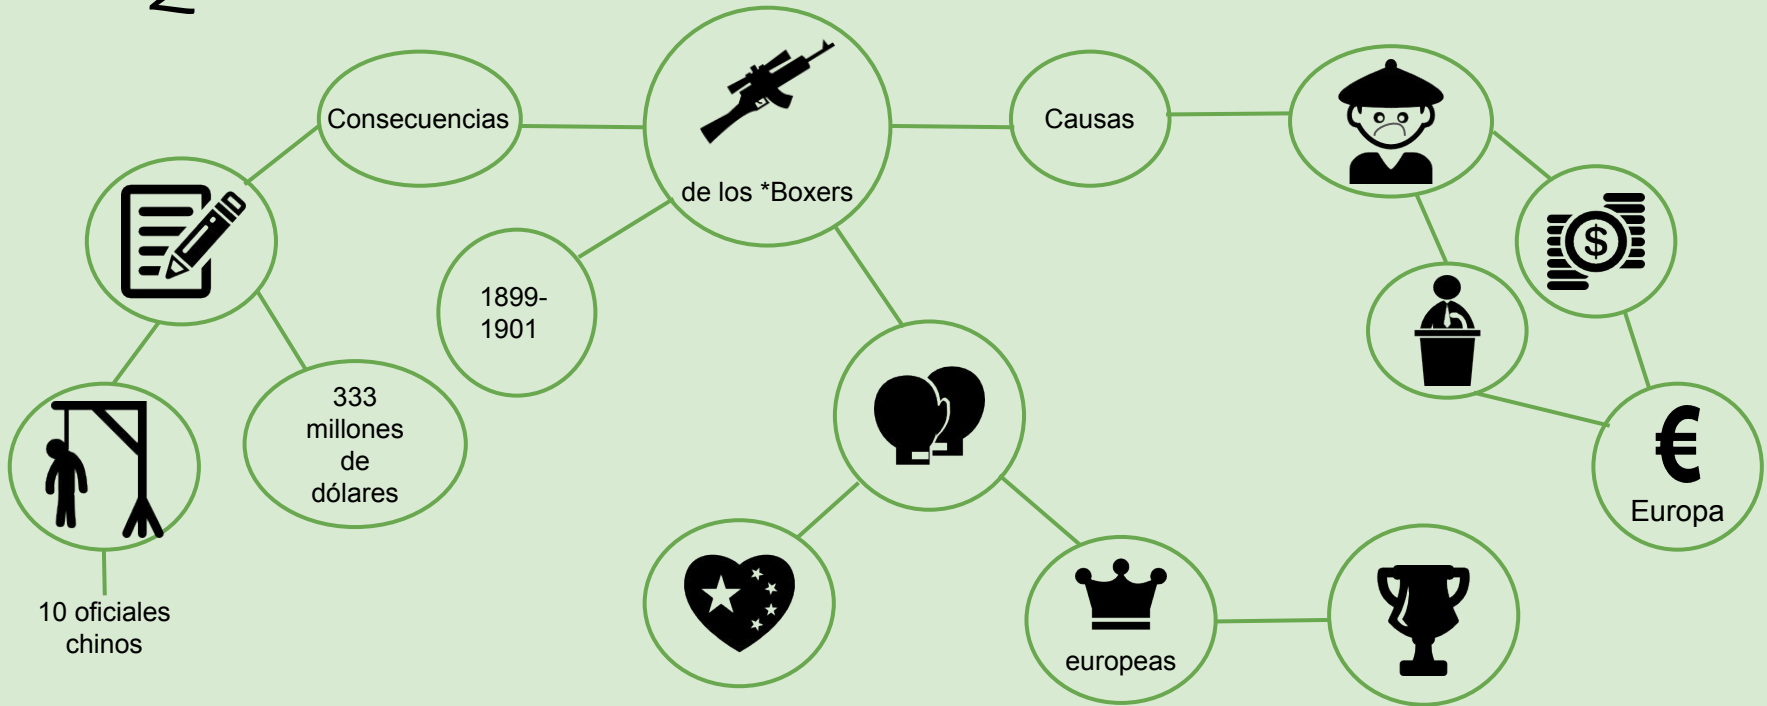 Consecuencias
de los *Boxers
Causas
1899-
1901
333
millones
de
dólares
10 oficiales
chinos
europeas
$
€
Europa